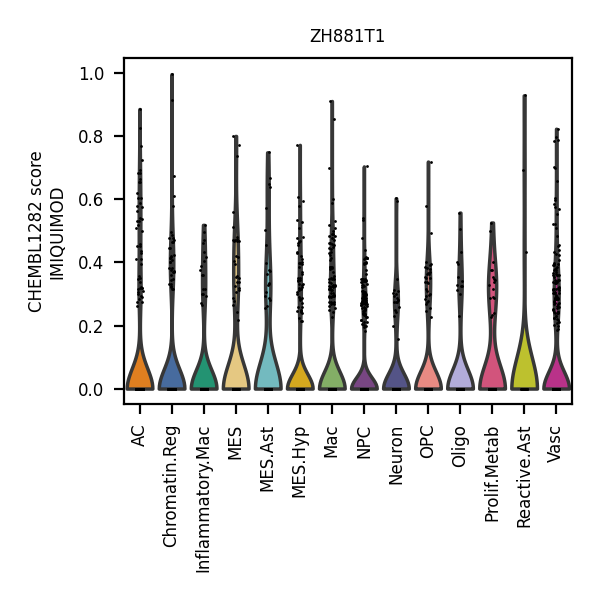 ZH881T1
CHEMBL1282 score
IMIQUIMOD
1.0
0.8
0.6
0.4
0.2
0.0
AC
Chromatin.Reg
Inflammatory.Mac
MES
MES.Ast
MES.Hyp
Mac
NPC
Neuron
OPC
Oligo
Prolif.Metab
Reactive.Ast
Vasc